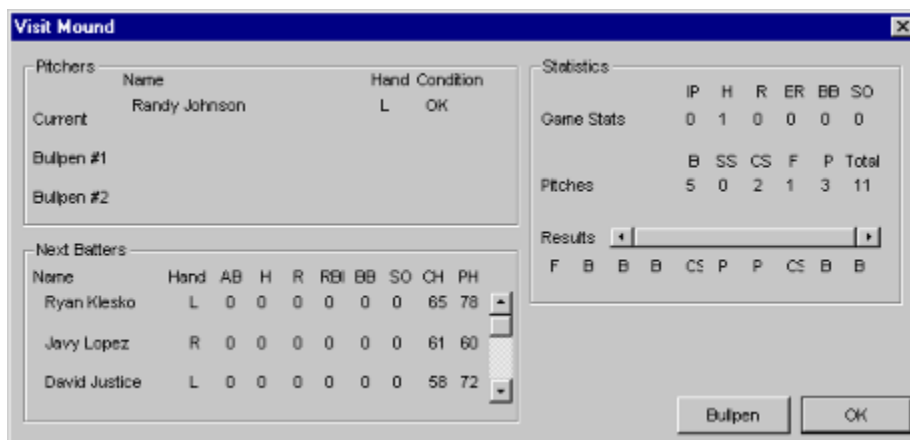 Visit Mound
Pitchers
Name Hand Condition
Current Randy Johnson L OK
Bullpen #1
Bullpen #2
Statistics
IP H R ER BB SO
Game Stats 0 1 0 0 0 0
B SS CS F P Total
Pitches 5 0 2 1 3 11
Results
F B B B CS P P CS B B
Next Batters
Name Hand AB H R RBI BB SO CH PH
Ryan Klesko L 0 0 0 0 0 0 65 78
Javy Lopez R 0 0 0 0 0 0 61 60
David Justice L 0 0 0 0 0 0 58 72
Bullpen OK